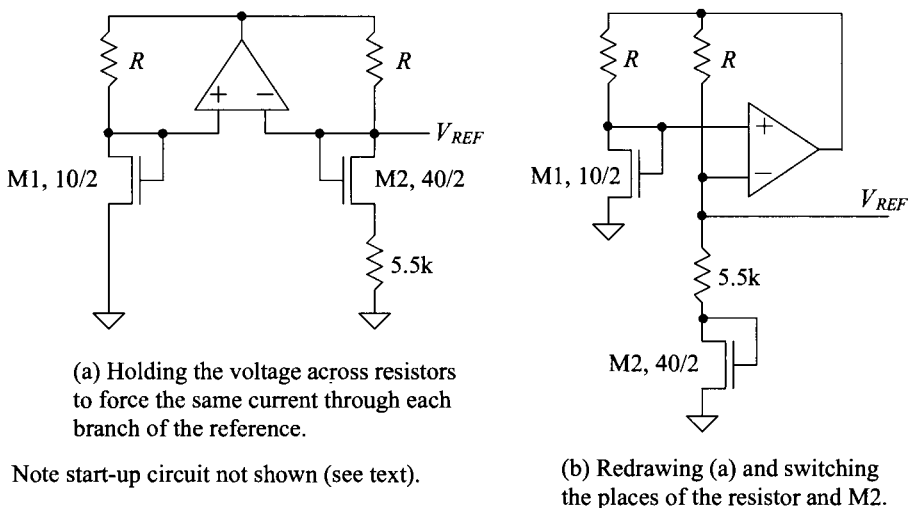 R
R
+ −
V_REF
M1, 10/2
M2, 40/2
5.5k
(a) Holding the voltage across resistors
to force the same current through each
branch of the reference.
Note start-up circuit not shown (see text).
R
R
+
−
M1, 10/2
V_REF
5.5k
M2, 40/2
(b) Redrawing (a) and switching
the places of the resistor and M2.